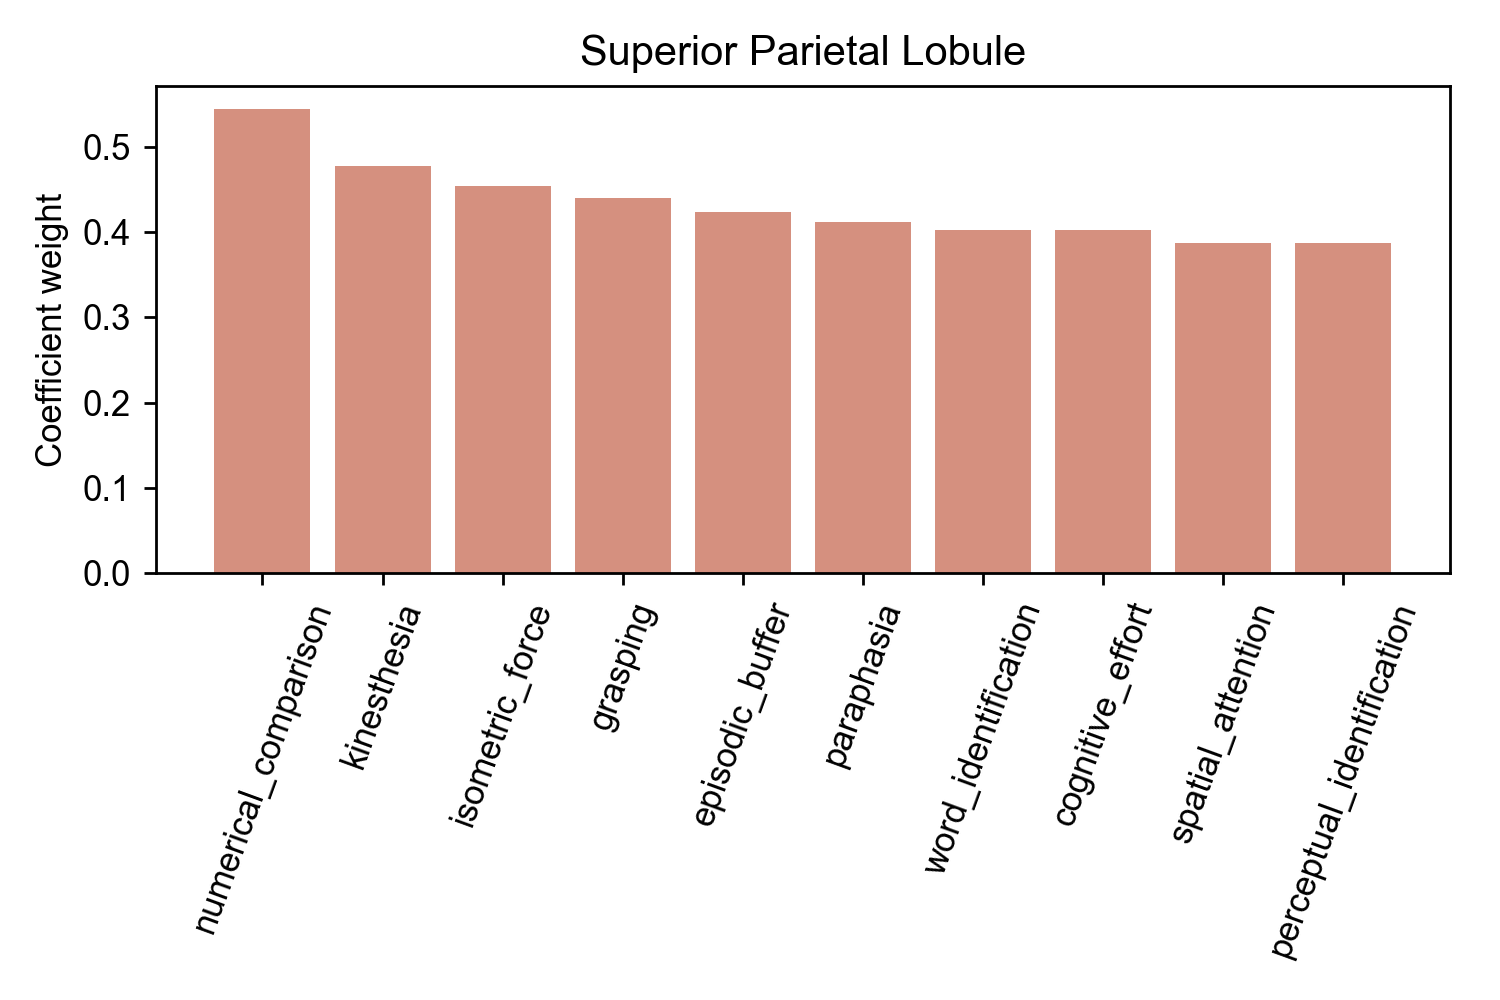 Superior Parietal Lobule
Coefficient weight
0.5
0.4
0.3
0.2
0.1
0.0
numerical_comparison
kinesthesia
isometric_force
grasping
episodic_buffer
paraphasia
word_identification
cognitive_effort
spatial_attention
perceptual_identification